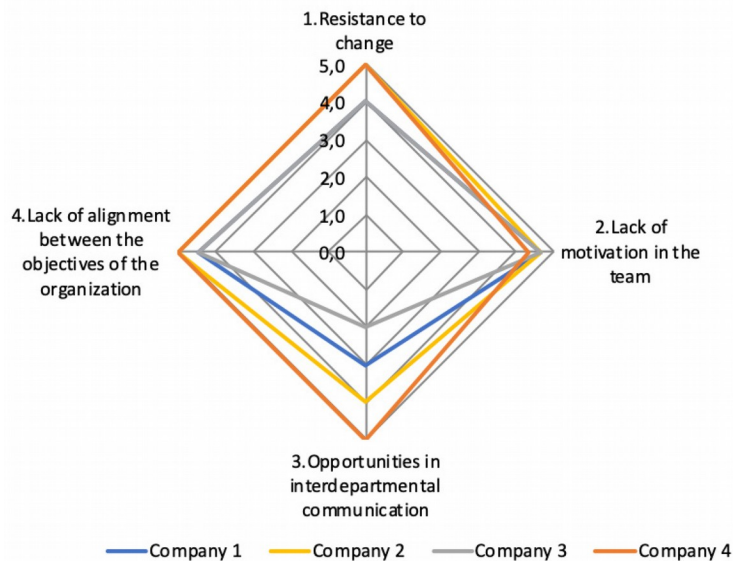 1.Resistance to
change
5,0
4,0
3,0
2,0
1,0
0,0
4.Lack of alignment
between the
objectives of the
organization
2.Lack of
motivation in the
team
3.Opportunities in
interdepartmental
communication
Company 1
Company 2
Company 3
Company 4